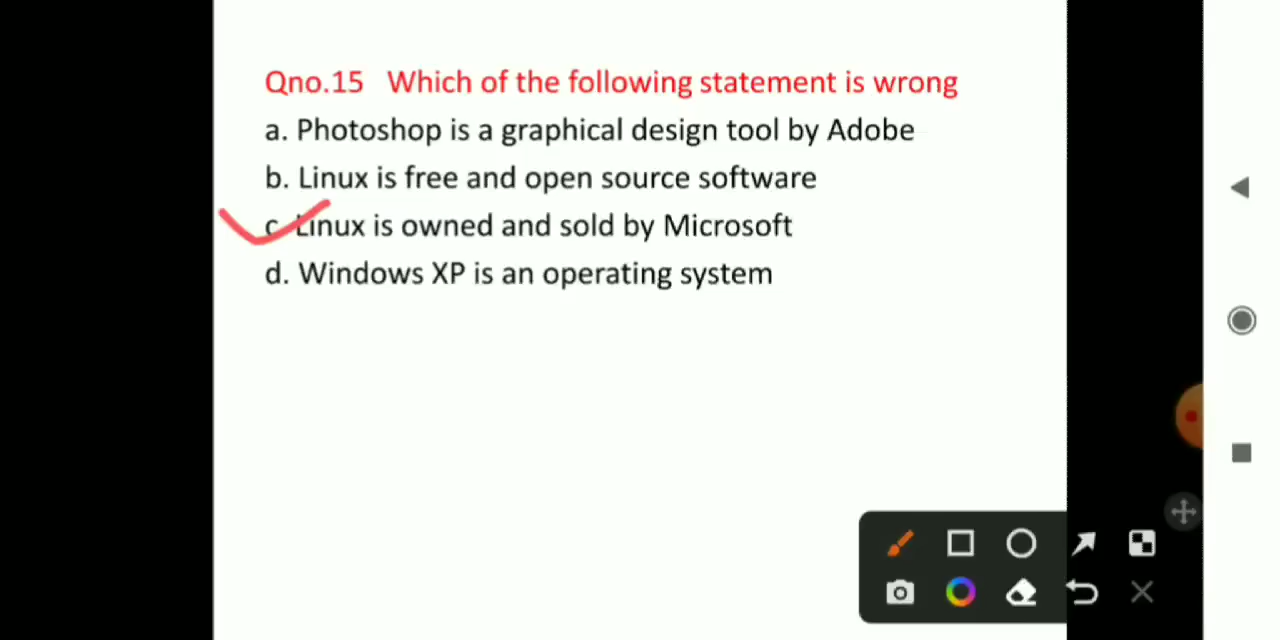 Qno.15 Which of the following statement is wrong
a. Photoshop is a graphical design tool by Adobe
b. Linux is free and open source software
c. Linux is owned and sold by Microsoft
d. Windows XP is an operating system